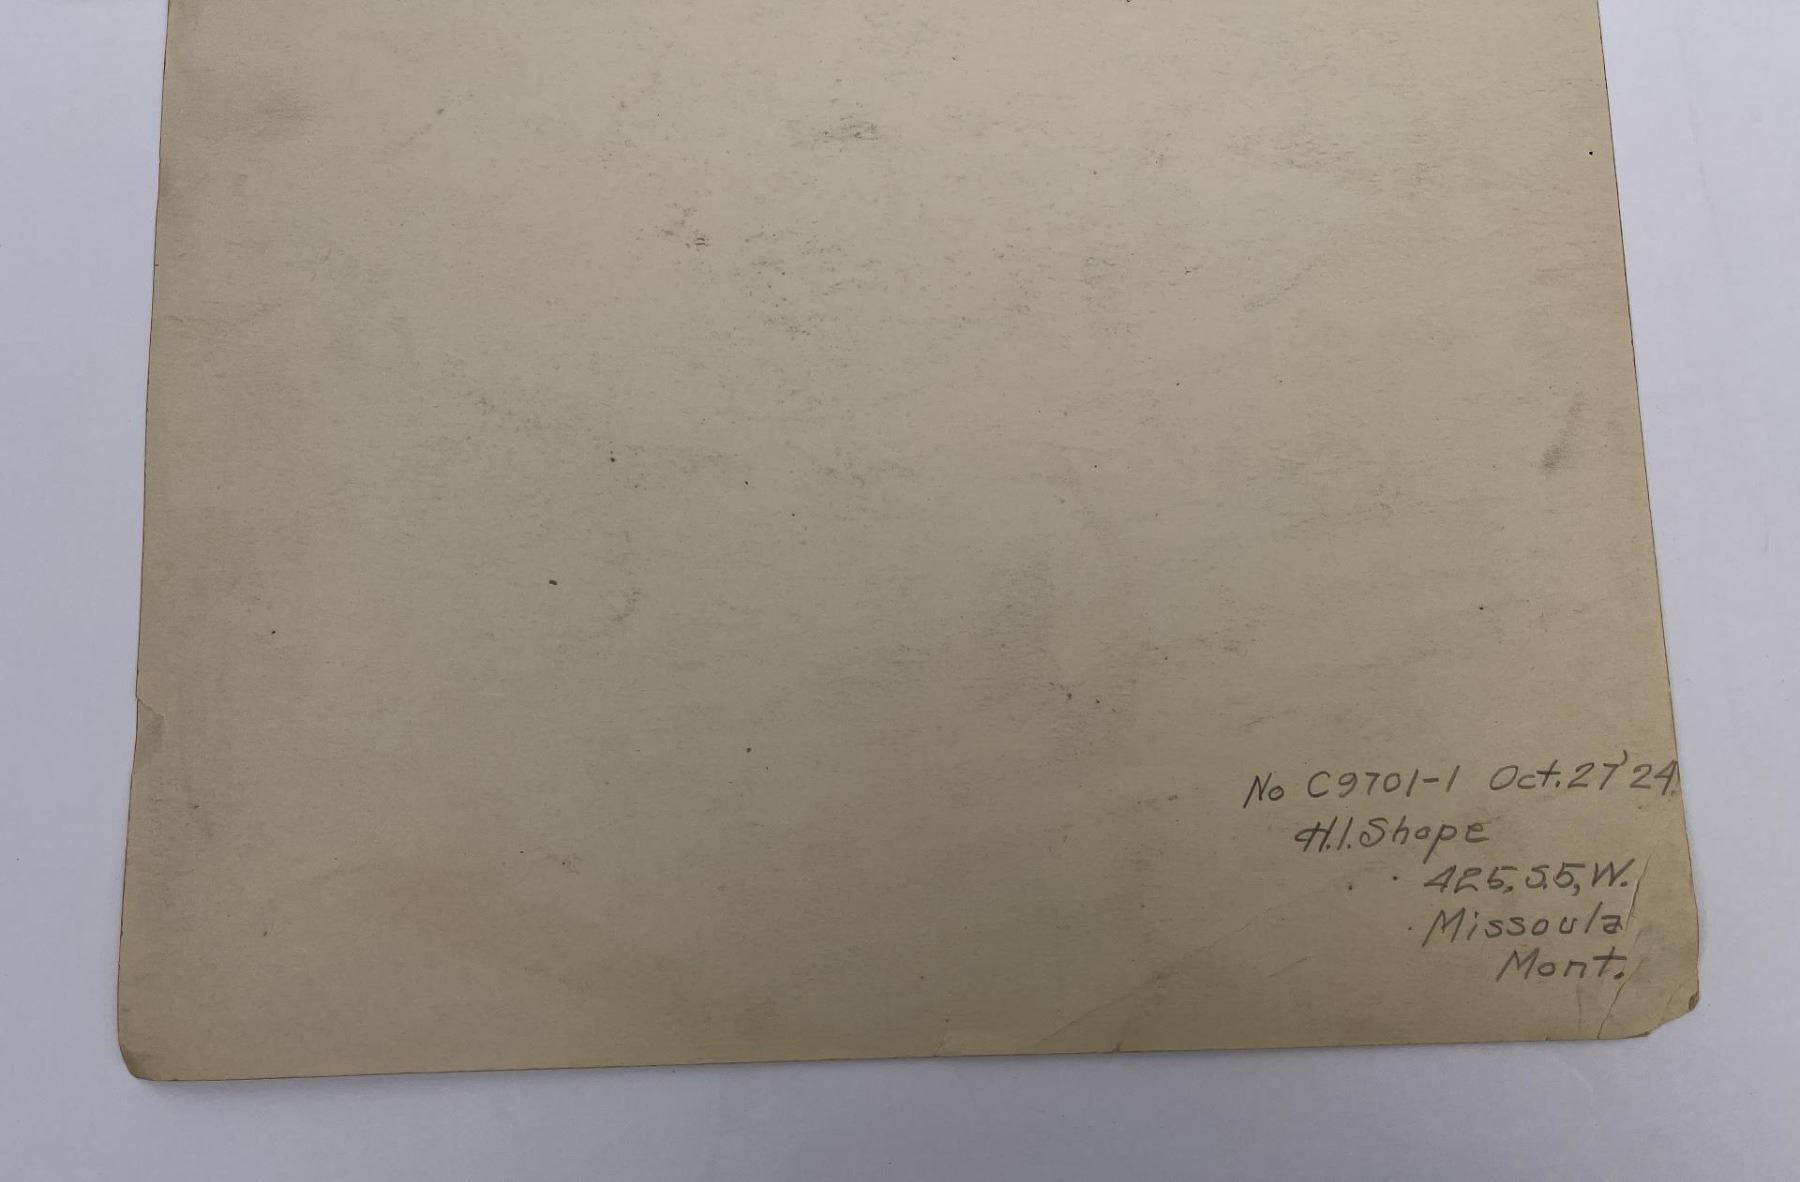 No C9701-1 Oct. 27 '24.
H.I. Shope
425. S.5, W.
Missoula
Mont.